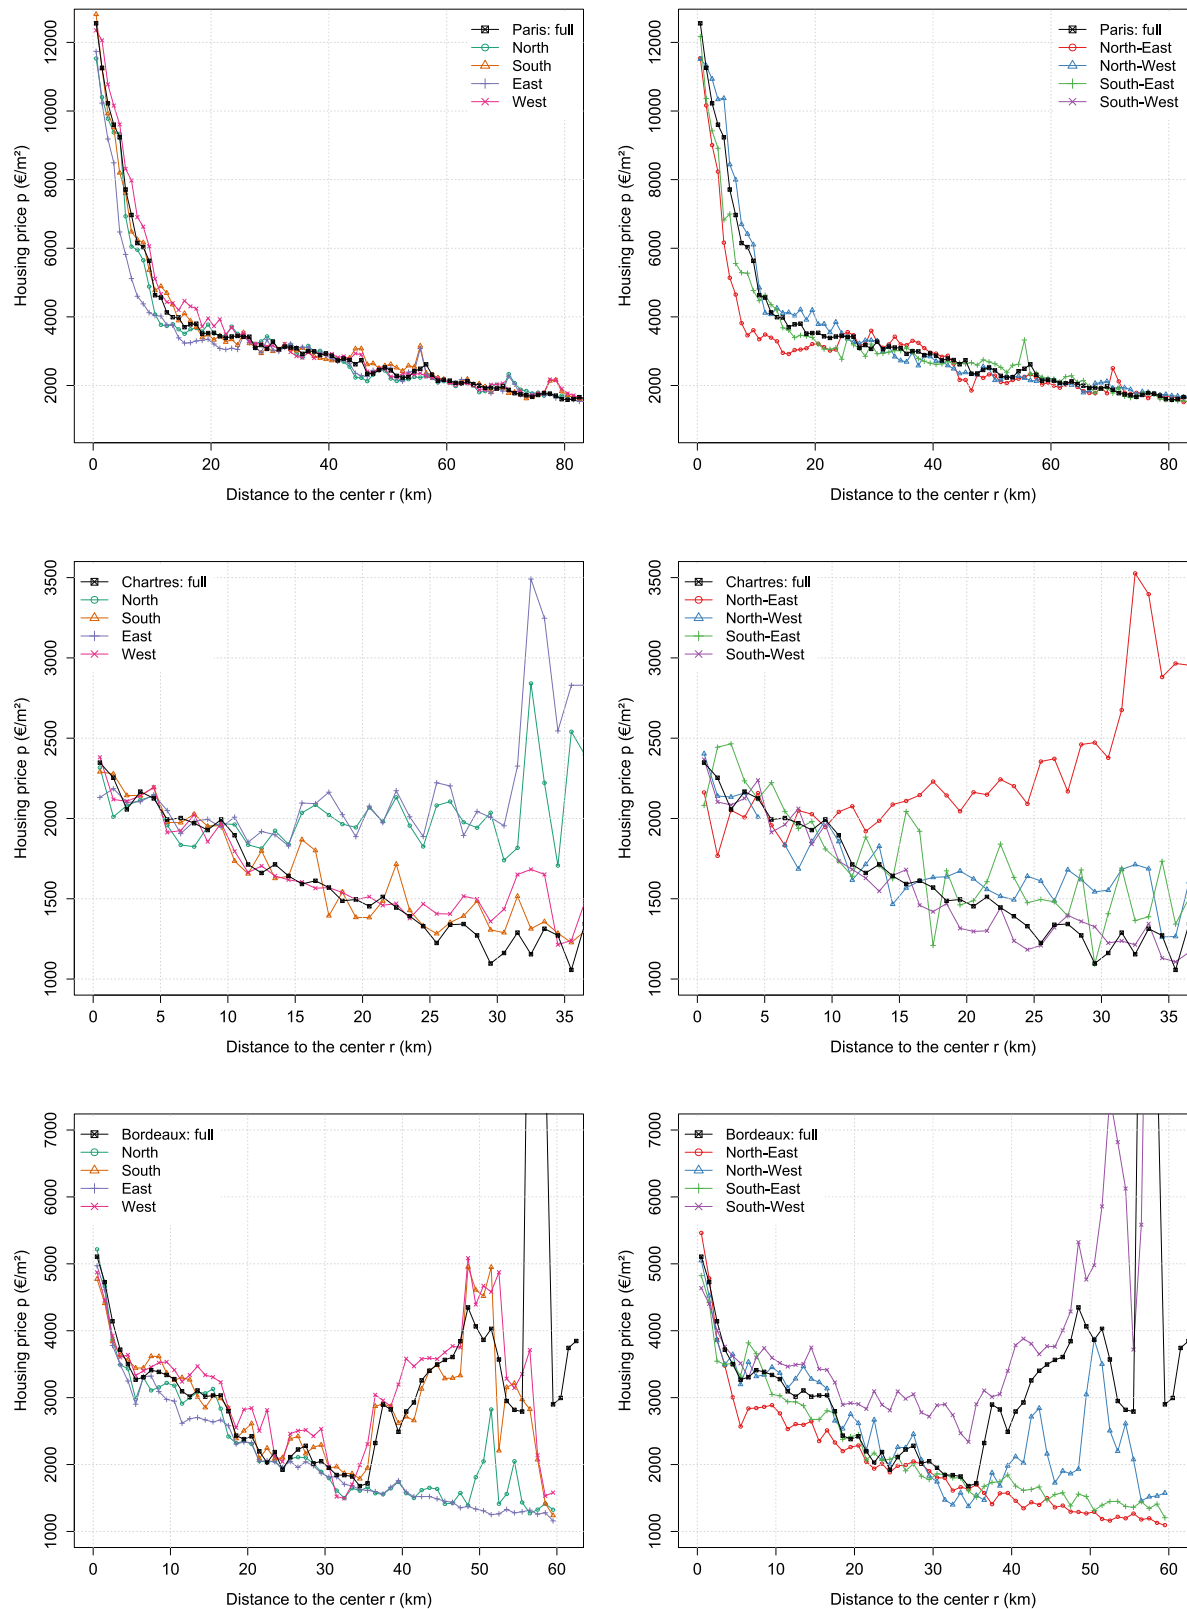 Paris: full
North
South
East
West
Housing price p (€/m²)
2000
4000
6000
8000
10000
12000
0
20
40
60
80
Distance to the center r (km)
Paris: full
North-East
North-West
South-East
South-West
Housing price p (€/m²)
2000
4000
6000
8000
10000
12000
0
20
40
60
80
Distance to the center r (km)
Chartres: full
North
South
East
West
Housing price p (€/m²)
1000
1500
2000
2500
3000
3500
0
5
10
15
20
25
30
35
Distance to the center r (km)
Chartres: full
North-East
North-West
South-East
South-West
Housing price p (€/m²)
1000
1500
2000
2500
3000
3500
0
5
10
15
20
25
30
35
Distance to the center r (km)
Bordeaux: full
North
South
East
West
Housing price p (€/m²)
1000
2000
3000
4000
5000
6000
7000
0
10
20
30
40
50
60
Distance to the center r (km)
Bordeaux: full
North-East
North-West
South-East
South-West
Housing price p (€/m²)
1000
2000
3000
4000
5000
6000
7000
0
10
20
30
40
50
60
Distance to the center r (km)